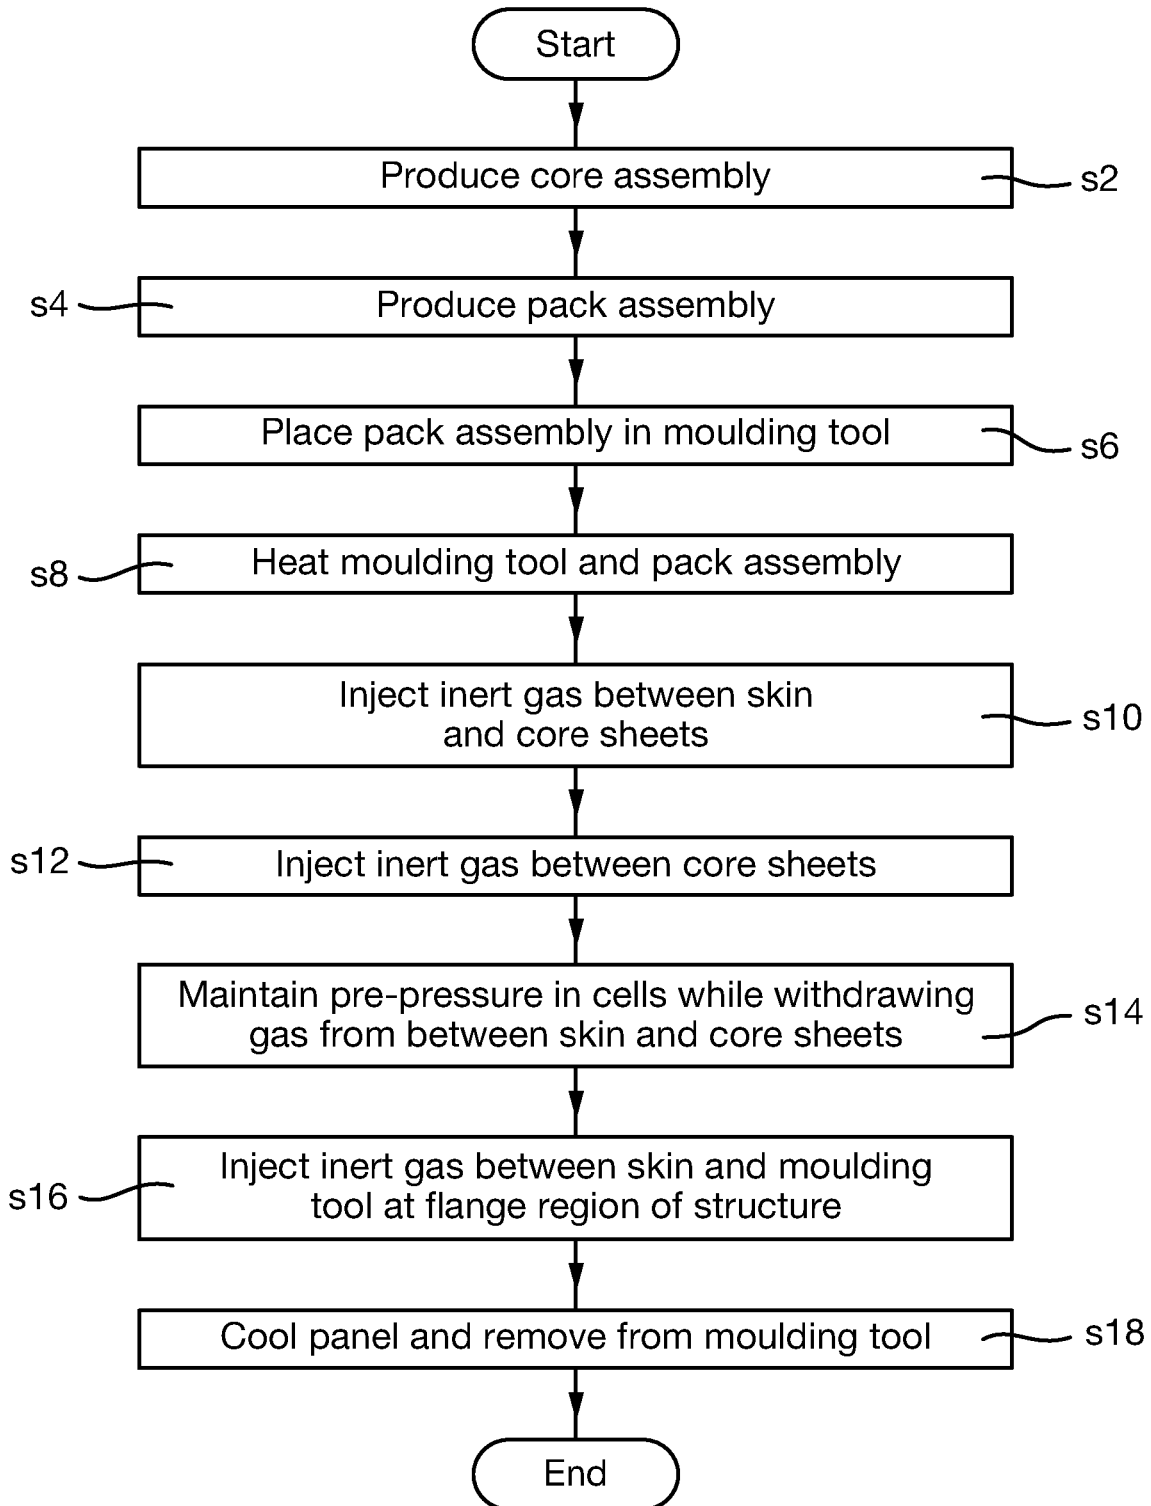 Start
Produce core assembly
s2
s4
Produce pack assembly
Place pack assembly in moulding tool
s6
s8
Heat moulding tool and pack assembly
Inject inert gas between skin
and core sheets
s10
s12
Inject inert gas between core sheets
Maintain pre-pressure in cells while withdrawing
gas from between skin and core sheets
s14
s16
Inject inert gas between skin and moulding
tool at flange region of structure
Cool panel and remove from moulding tool
s18
End